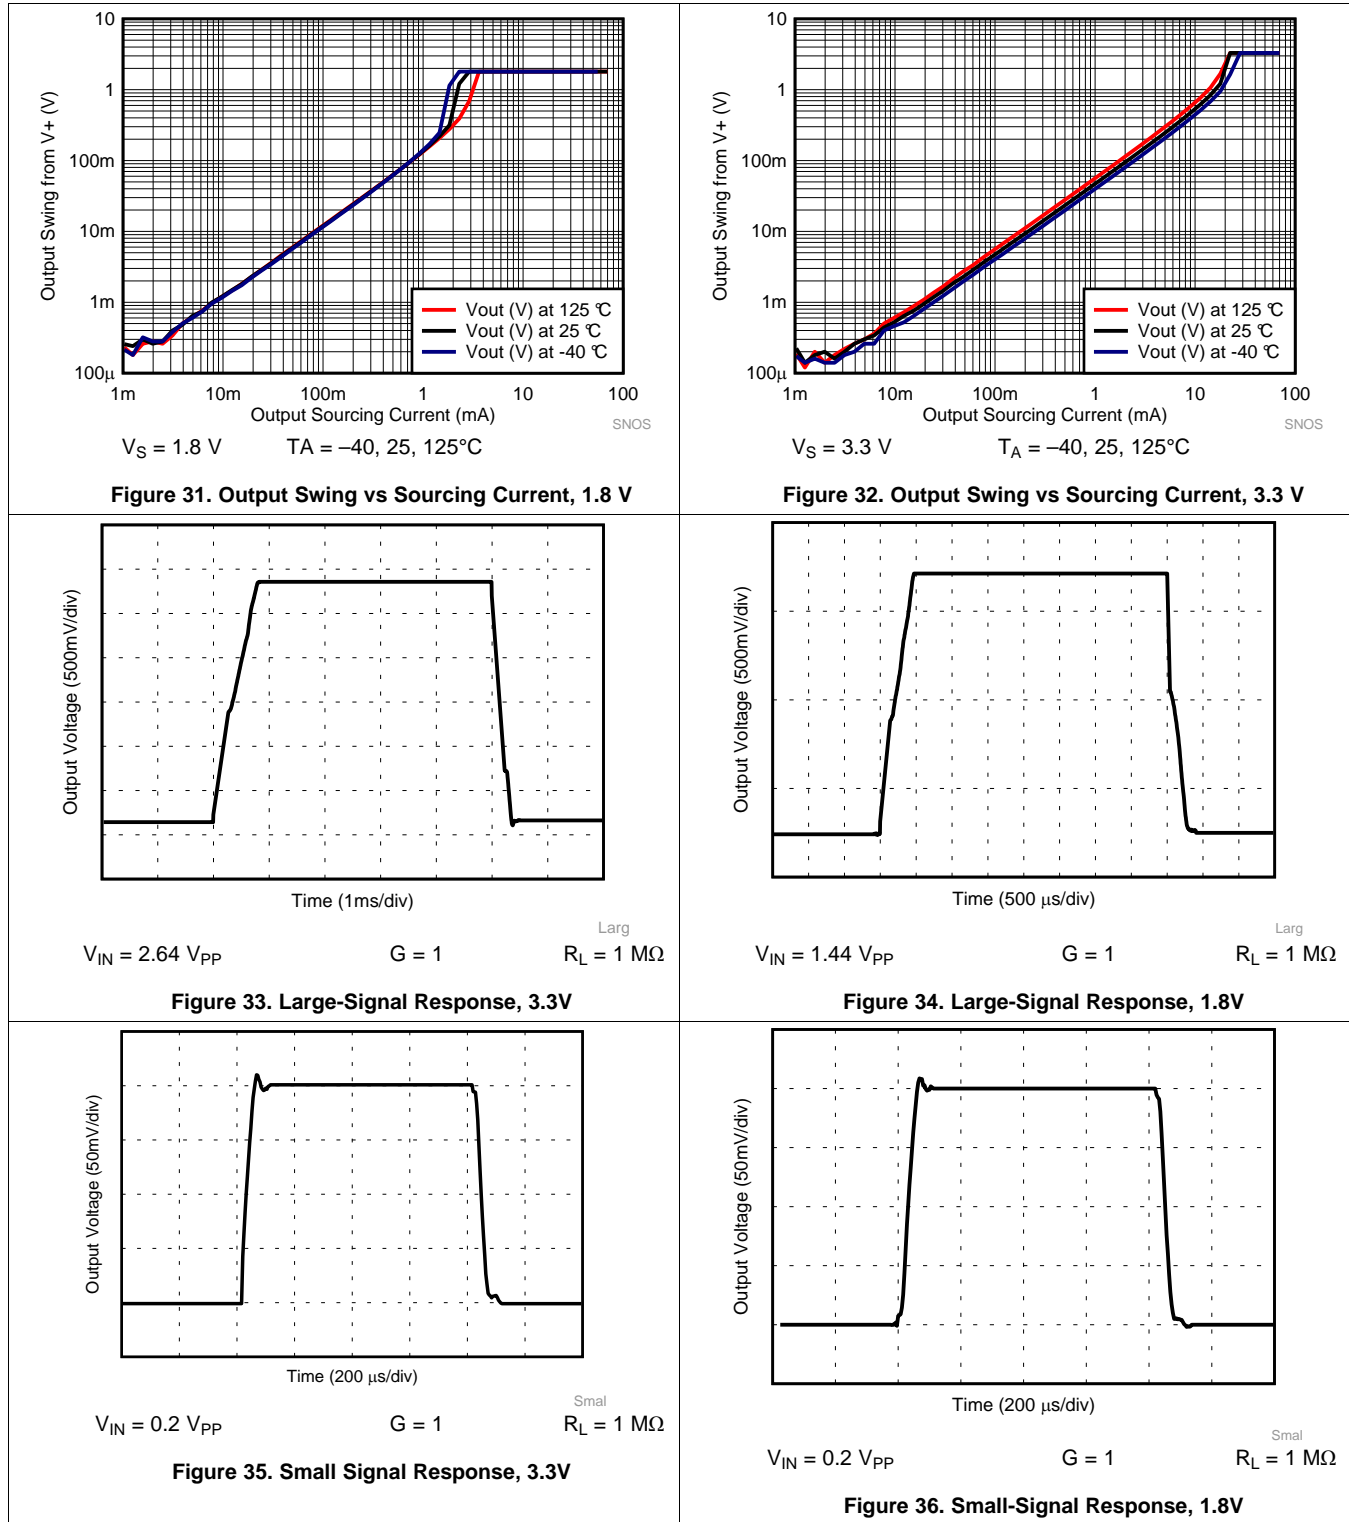 10
1
100m
10m
1m
100µ
Output Swing from V+ (V)
Vout (V) at 125 °C
Vout (V) at 25 °C
Vout (V) at -40 °C
1m 10m 100m 1 10 100
Output Sourcing Current (mA)
SNOS
VS = 1.8 V TA = –40, 25, 125°C
Figure 31. Output Swing vs Sourcing Current, 1.8 V
10
1
100m
10m
1m
100µ
Output Swing from V+ (V)
Vout (V) at 125 °C
Vout (V) at 25 °C
Vout (V) at -40 °C
1m 10m 100m 1 10 100
Output Sourcing Current (mA)
SNOS
VS = 3.3 V TA = –40, 25, 125°C
Figure 32. Output Swing vs Sourcing Current, 3.3 V
Output Voltage (500mV/div)
Time (1ms/div)
Larg
VIN = 2.64 VPP G = 1 RL = 1 MΩ
Figure 33. Large-Signal Response, 3.3V
Output Voltage (500mV/div)
Time (500 µs/div)
Larg
VIN = 1.44 VPP G = 1 RL = 1 MΩ
Figure 34. Large-Signal Response, 1.8V
Output Voltage (50mV/div)
Time (200 µs/div)
Smal
VIN = 0.2 VPP G = 1 RL = 1 MΩ
Figure 35. Small Signal Response, 3.3V
Output Voltage (50mV/div)
Time (200 µs/div)
Smal
VIN = 0.2 VPP G = 1 RL = 1 MΩ
Figure 36. Small-Signal Response, 1.8V